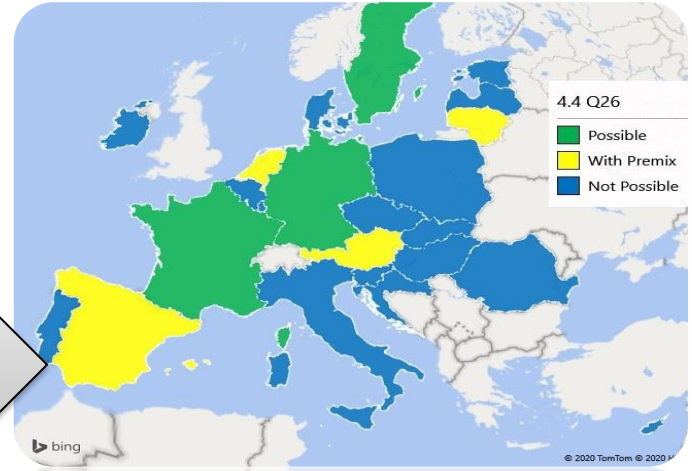 4.4 Q26
Possible
With Premix
Not Possible
bing
© 2020 TomTom © 2020